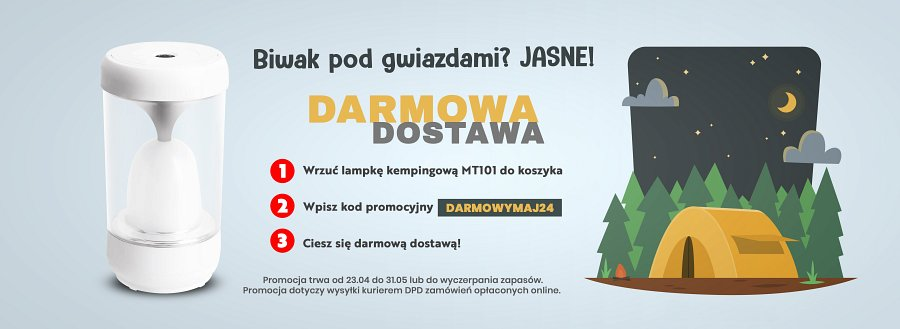 Biwak pod gwiazdami? JASNE!
DARMOWA
DOSTAWA
1 Wrzuć lampkę kempingową MT101 do koszyka
2 Wpisz kod promocyjny DARMOWYMAJ24
3 Ciesz się darmową dostawą!
Promocja trwa od 23.04 do 31.05 lub do wyczerpania zapasów.
Promocja dotyczy wysyłki kurierem DPD zamówień opłaconych online.